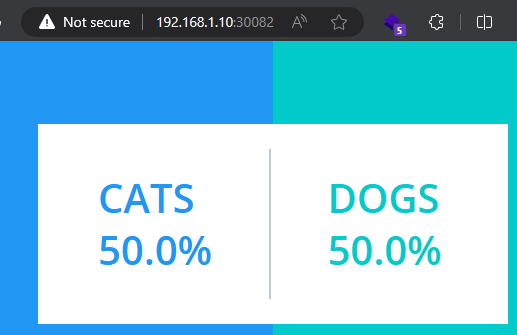 Not secure 192.168.1.10:30082 A 5
CATS DOGS
50.0% 50.0%